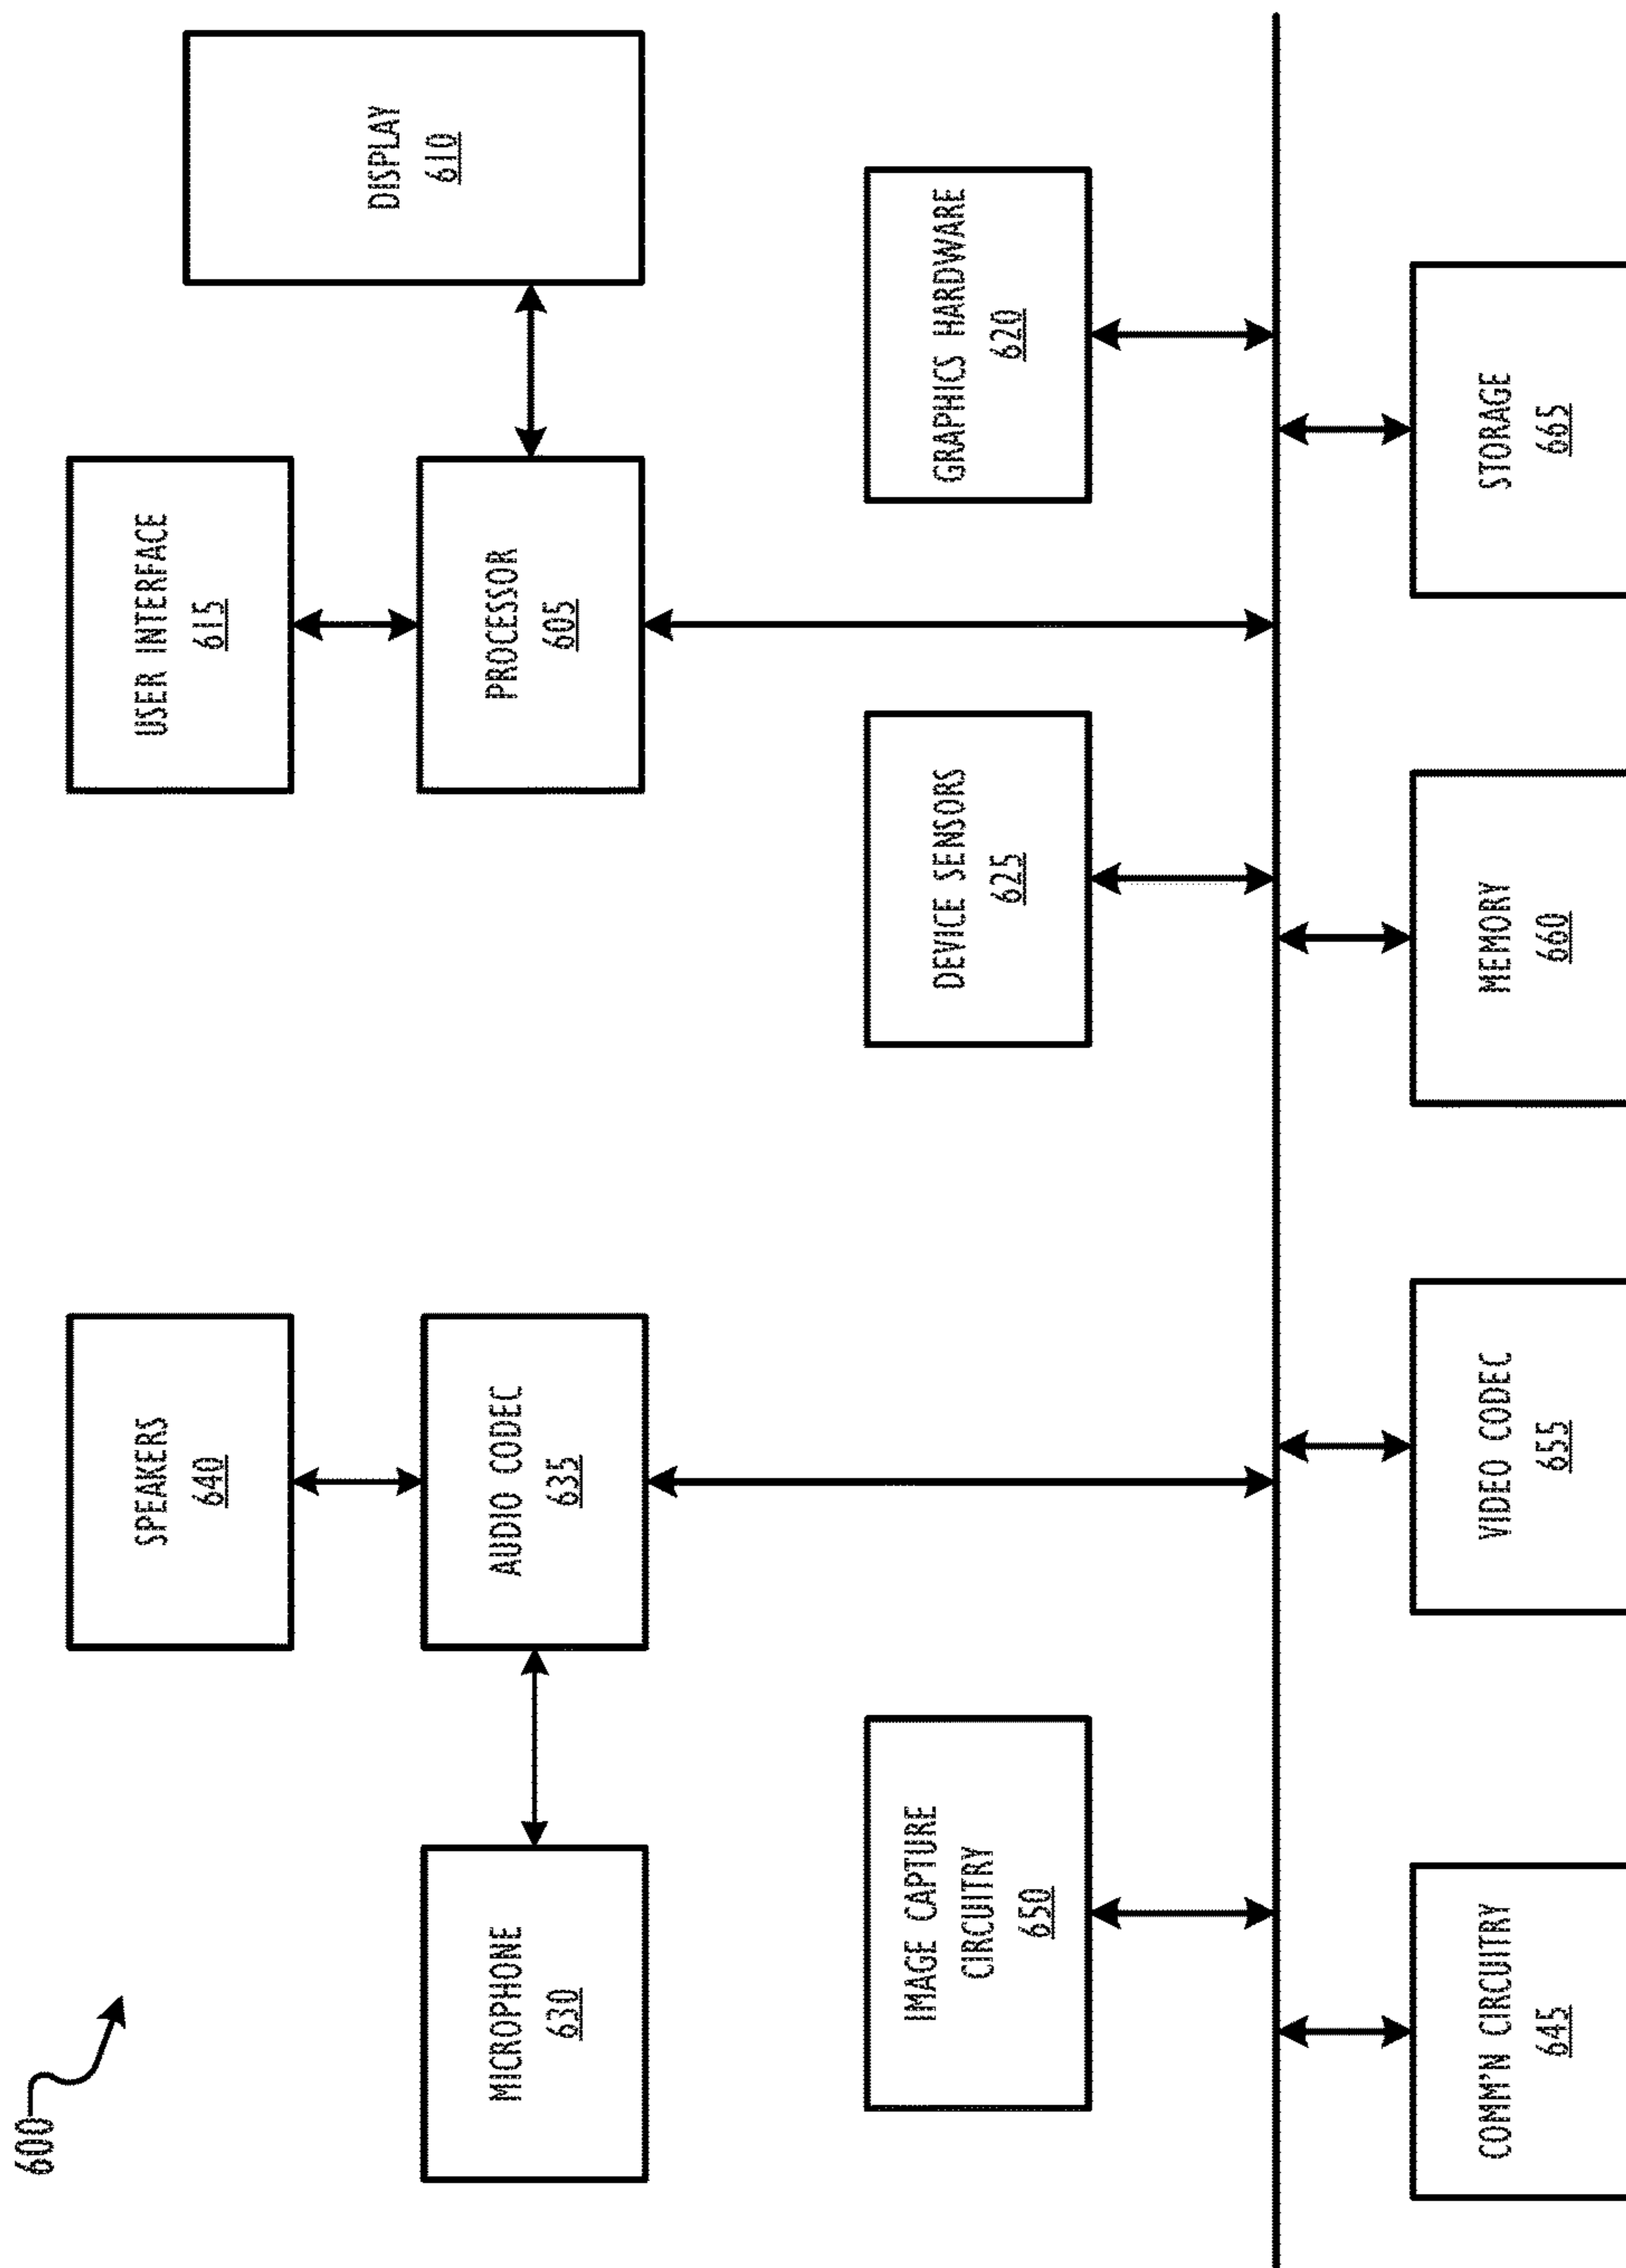 600
SPEAKERS
640
USER INTERFACE
615
MICROPHONE
630
AUDIO CODEC
635
PROCESSOR
605
DISPLAY
610
IMAGE CAPTURE
CIRCUITRY
650
DEVICE SENSORS
625
GRAPHICS HARDWARE
620
COMM'N CIRCUITRY
645
VIDEO CODEC
655
MEMORY
660
STORAGE
665